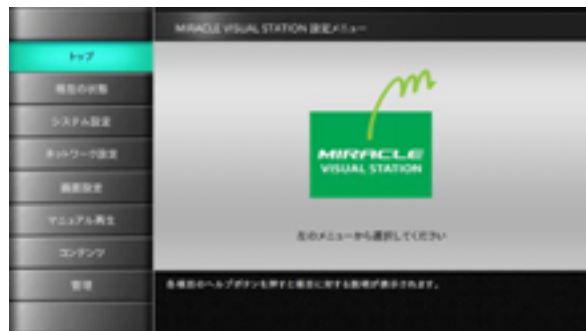 MIRACLE VISUAL STATION 設定メニュー
トップ
現在の状態
システム設定
ネットワーク設定
画面設定
マニュアル再生
コンテンツ
管理
MIRACLE
VISUAL STATION
左のメニューから選択してください
各項目のヘルプボタンを押すと項目に対する説明が表示されます。